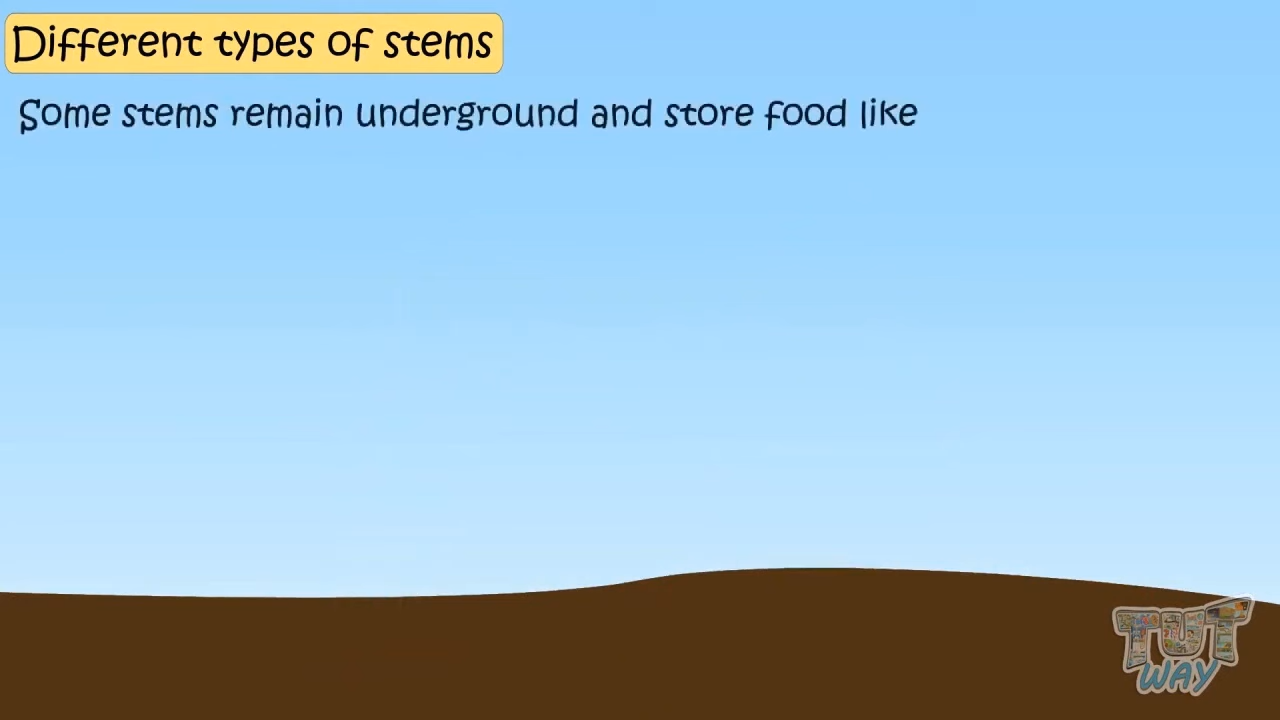 Different types of stems
Some stems remain underground and store food like
TUT
WAY